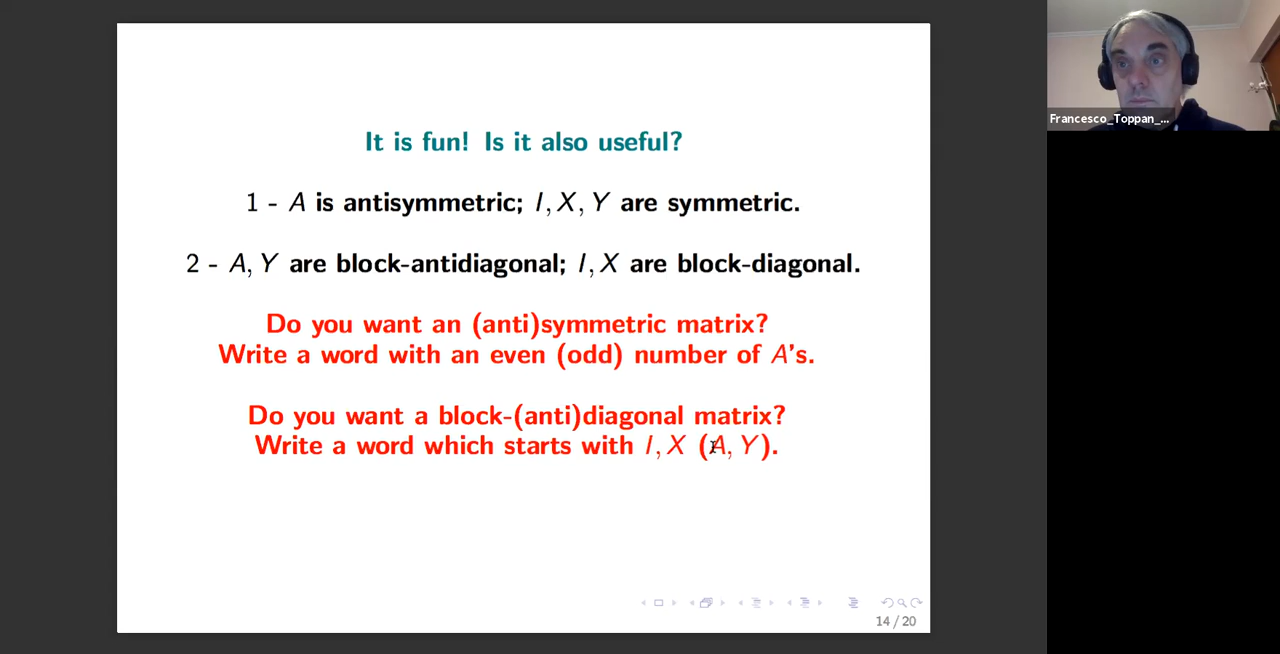 It is fun! Is it also useful?
1 - A is antisymmetric; I, X, Y are symmetric.
2 - A, Y are block-antidiagonal; I, X are block-diagonal.
Do you want an (anti)symmetric matrix?
Write a word with an even (odd) number of A's.
Do you want a block-(anti)diagonal matrix?
Write a word which starts with I, X (A, Y).
14 / 20
Francesco_Toppan_...